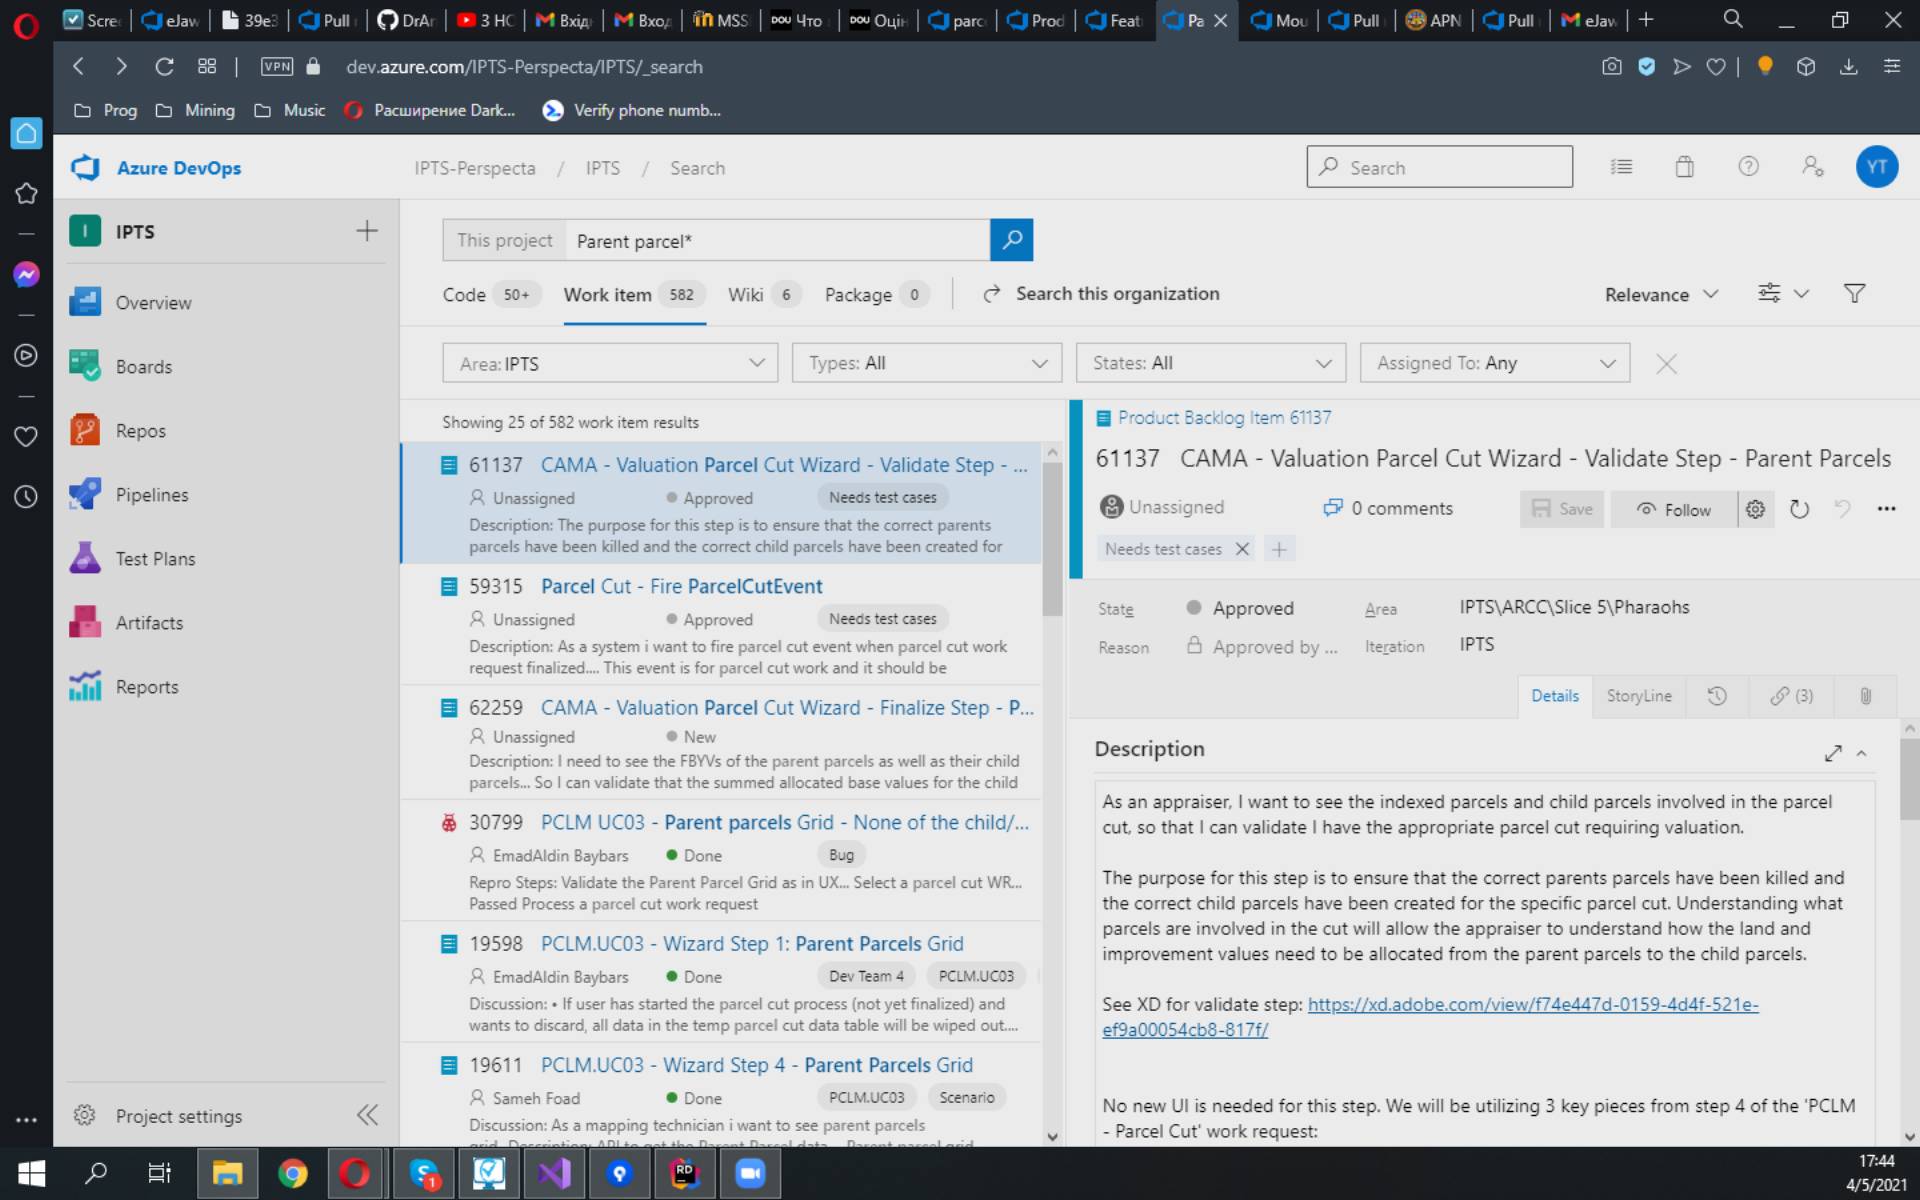 Scre
eJaw
39e3
Pull
DrAr
3 HC
Вхід
Вход
MSS
DOU Что
DOU Оцін
parc
Prod
Feat
Pa
Mou
Pull
APN
Pull
eJaw
VPN
dev.azure.com/IPTS-Perspecta/IPTS/_search
Prog
Mining
Music
Расширение Dark...
Verify phone numb...
Azure DevOps
IPTS-Perspecta / IPTS / Search
Search
YT
I IPTS
This project
Parent parcel*
Code 50+
Work item 582
Wiki 6
Package 0
Search this organization
Relevance
Overview
Boards
Repos
Pipelines
Test Plans
Artifacts
Reports
Project settings
Area: IPTS
Types: All
States: All
Assigned To: Any
Showing 25 of 582 work item results
61137 CAMA - Valuation Parcel Cut Wizard - Validate Step - ...
Unassigned Approved Needs test cases
Description: The purpose for this step is to ensure that the correct parents
parcels have been killed and the correct child parcels have been created for
59315 Parcel Cut - Fire ParcelCutEvent
Unassigned Approved Needs test cases
Description: As a system i want to fire parcel cut event when parcel cut work
request finalized.... This event is for parcel cut work and it should be
62259 CAMA - Valuation Parcel Cut Wizard - Finalize Step - P...
Unassigned New
Description: I need to see the FBYVs of the parent parcels as well as their child
parcels... So I can validate that the summed allocated base values for the child
30799 PCLM UC03 - Parent parcels Grid - None of the child/...
EmadAldin Baybars Done Bug
Repro Steps: Validate the Parent Parcel Grid as in UX... Select a parcel cut WR...
Passed Process a parcel cut work request
19598 PCLM.UC03 - Wizard Step 1: Parent Parcels Grid
EmadAldin Baybars Done Dev Team 4 PCLM.UC03
Discussion: • If user has started the parcel cut process (not yet finalized) and
wants to discard, all data in the temp parcel cut data table will be wiped out....
19611 PCLM.UC03 - Wizard Step 4 - Parent Parcels Grid
Sameh Foad Done PCLM.UC03 Scenario
Discussion: As a mapping technician i want to see parent parcels
grid...Description: API to get the Parent Parcel data... Parent parcel grid
Product Backlog Item 61137
61137 CAMA - Valuation Parcel Cut Wizard - Validate Step - Parent Parcels
Unassigned
0 comments
Save
Follow
Needs test cases
State Approved
Area IPTS\ARCC\Slice 5\Pharaohs
Reason Approved by ...
Iteration IPTS
Details
StoryLine
(3)
Description
As an appraiser, I want to see the indexed parcels and child parcels involved in the parcel
cut, so that I can validate I have the appropriate parcel cut requiring valuation.
The purpose for this step is to ensure that the correct parents parcels have been killed and
the correct child parcels have been created for the specific parcel cut. Understanding what
parcels are involved in the cut will allow the appraiser to understand how the land and
improvement values need to be allocated from the parent parcels to the child parcels.
See XD for validate step: https://xd.adobe.com/view/f74e447d-0159-4d4f-521e-
ef9a00054cb8-817f/
No new UI is needed for this step. We will be utilizing 3 key pieces from step 4 of the 'PCLM
- Parcel Cut' work request:
1
RD
17:44
4/5/2021